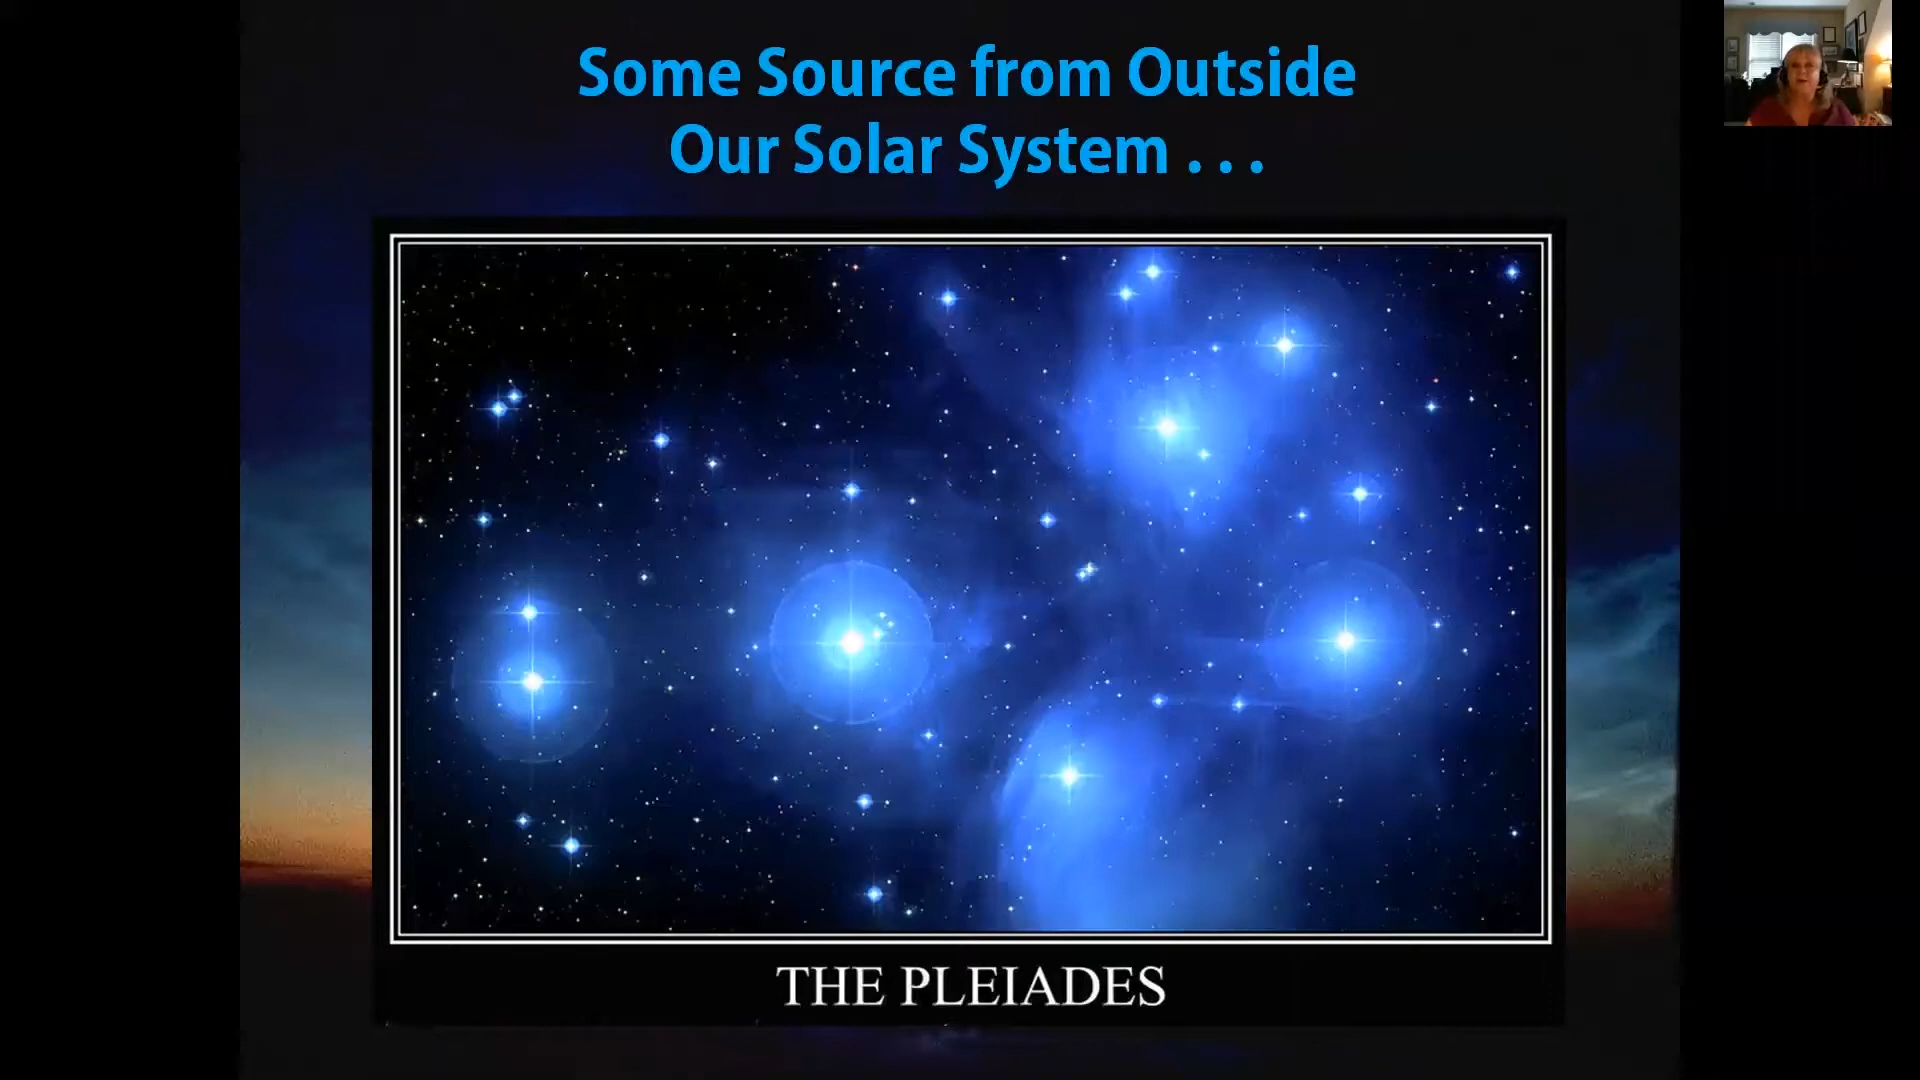 Some Source from Outside
Our Solar System . . .
THE PLEIADES